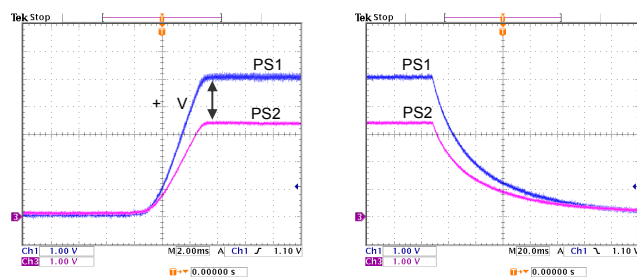 Tek Stop
T
T
PS1
+ V
PS2
3
Ch1 1.00 V M 2.00ms A Ch1 ƒ 1.10 V
Ch3 1.00 V
T→▼ 0.00000 s
Tek Stop
T
T
PS1
PS2
3
Ch1 1.00 V M 20.0ms A Ch1 ƒ 1.10 V
Ch3 1.00 V
T→▼ 0.00000 s